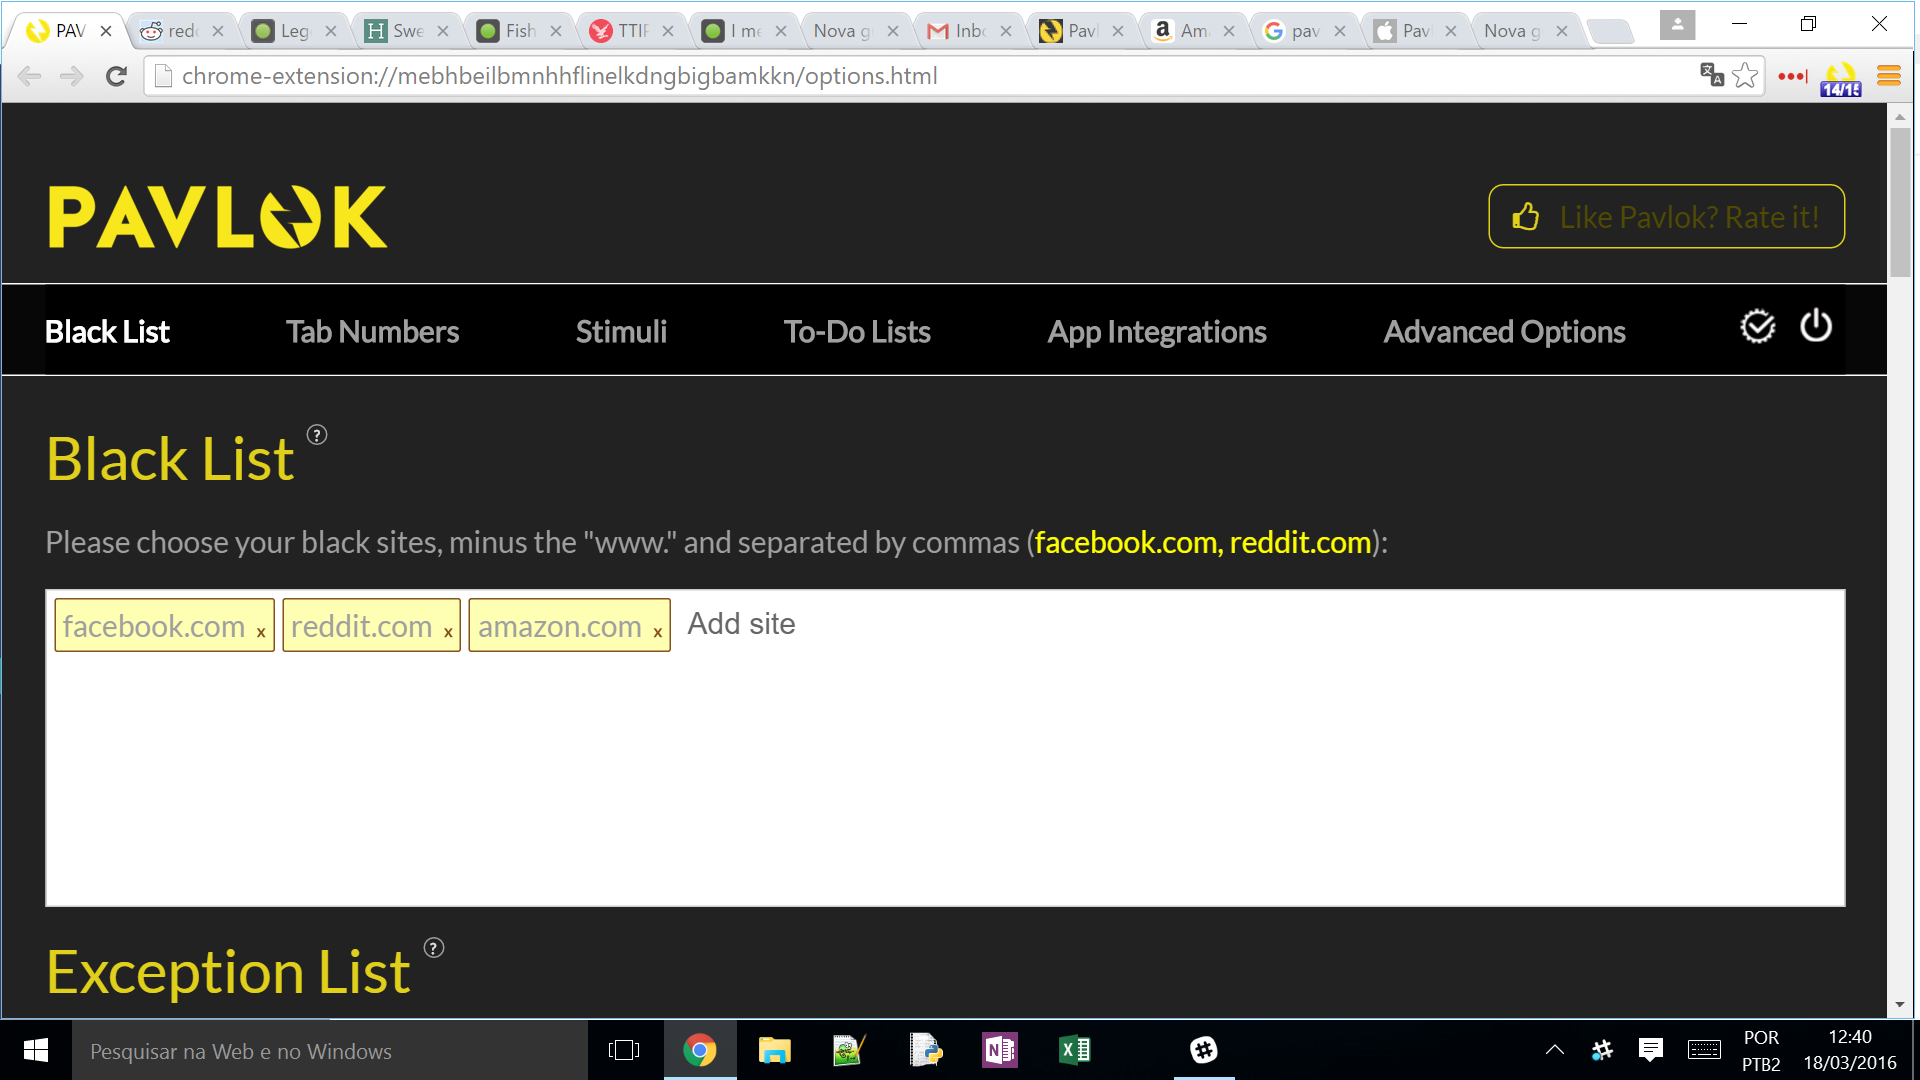 PAV
redd
Leg
Swe
Fish
TTIP
I me
Nova g
Inbo
Pavl
Am
pav
Pav
Nova g
chrome-extension://mebhbeilbmnhhflinelkdngbigbamkkn/options.html
14/15
PAVLOK
Like Pavlok? Rate it!
Black List
Tab Numbers
Stimuli
To-Do Lists
App Integrations
Advanced Options
Black List
Please choose your black sites, minus the "www." and separated by commas (facebook.com, reddit.com):
facebook.com x reddit.com x amazon.com x Add site
Exception List
Pesquisar na Web e no Windows
POR
PTB2
12:40
18/03/2016